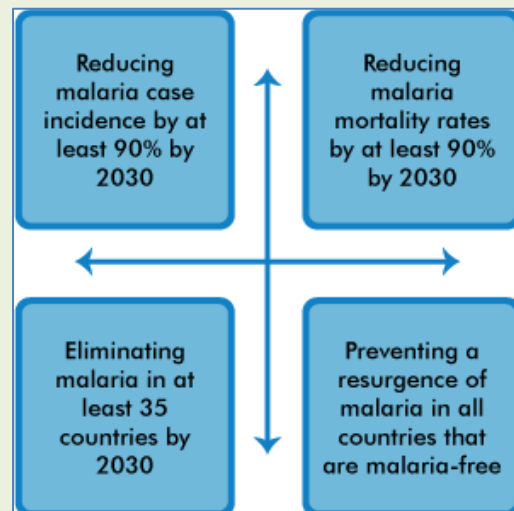 Reducing
malaria case
incidence by at
least 90% by
2030
Reducing
malaria
mortality rates
by at least 90%
by 2030
Eliminating
malaria in at
least 35
countries by
2030
Preventing a
resurgence of
malaria in all
countries that
are malaria-free